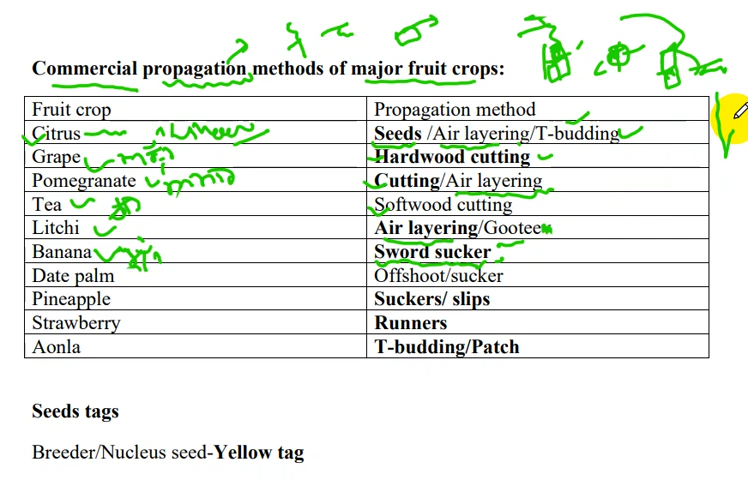 Commercial propagation methods of major fruit crops:
Fruit crop Propagation method
Citrus Seeds /Air layering/T-budding
Grape Hardwood cutting
Pomegranate Cutting/Air layering
Tea Softwood cutting
Litchi Air layering/Gootee
Banana Sword sucker
Date palm Offshoot/sucker
Pineapple Suckers/ slips
Strawberry Runners
Aonla T-budding/Patch
Seeds tags
Breeder/Nucleus seed-Yellow tag